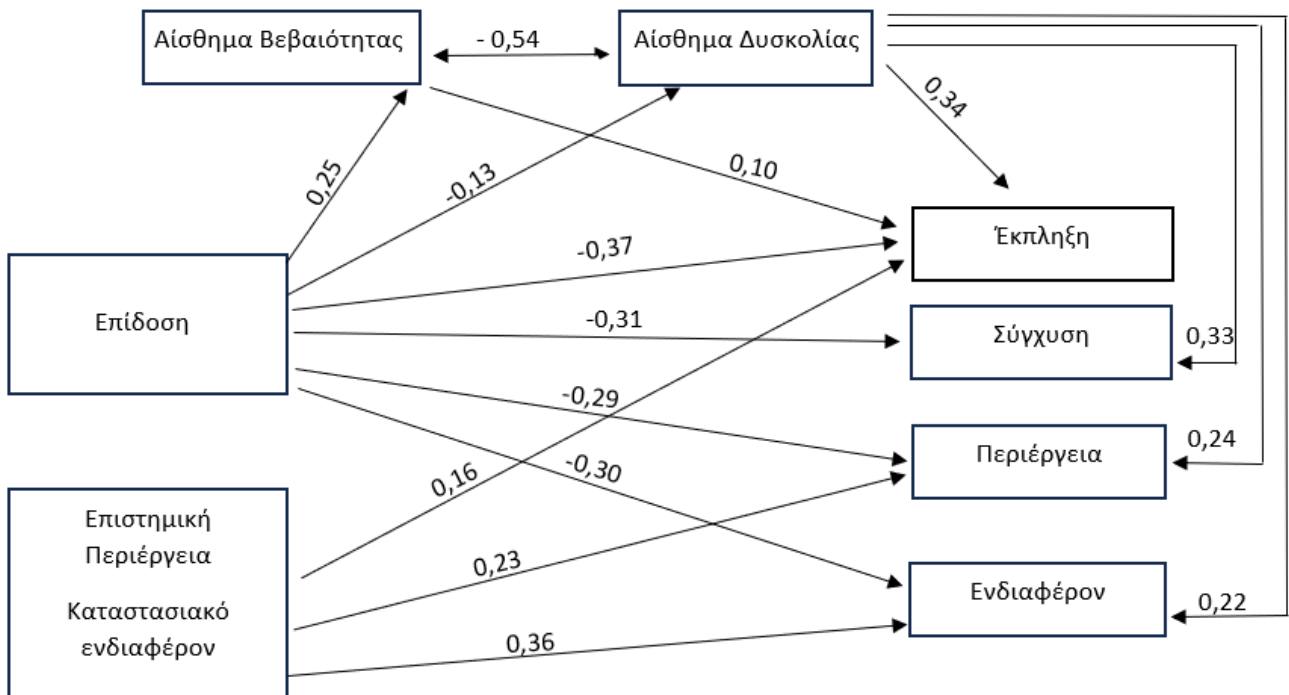 Αίσθημα Βεβαιότητας
- 0,54
Αίσθημα Δυσκολίας
0,34
0,25
-0,13
0,10
Έκπληξη
-0,37
Επίδοση
-0,31
Σύγχυση
0,33
-0,29
Περιέργεια
0,24
-0,30
0,16
Επιστημική
Περιέργεια
Καταστασιακό
ενδιαφέρον
0,23
Ενδιαφέρον
0,22
0,36